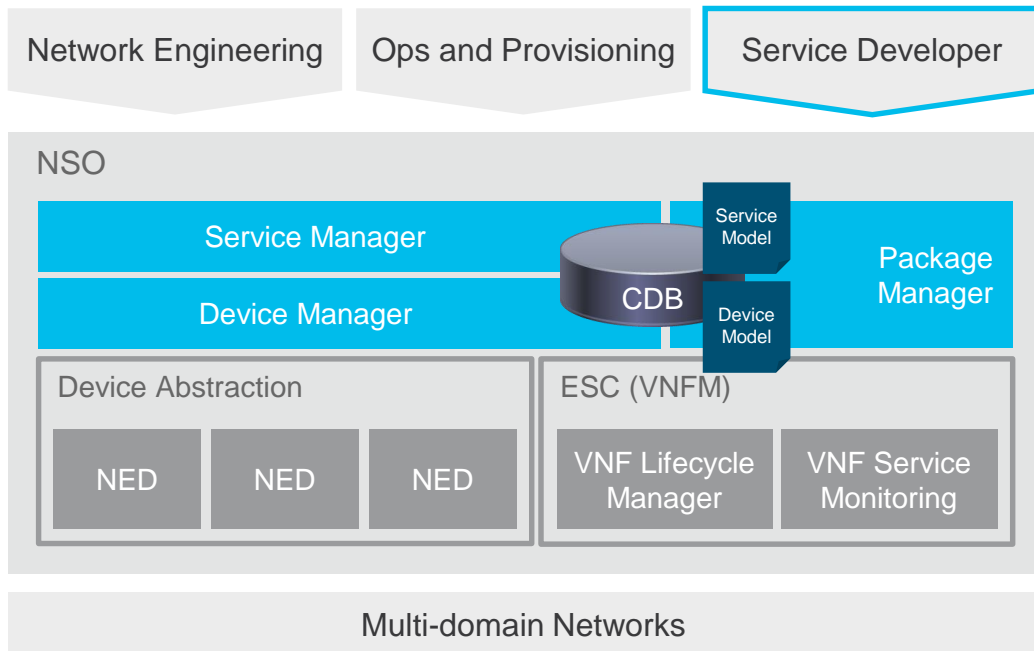 Network Engineering
Ops and Provisioning
Service Developer
NSO
Service Manager
Device Manager
CDB
Service
Model
Device
Model
Package
Manager
Device Abstraction
NED
NED
NED
ESC (VNFM)
VNF Lifecycle
Manager
VNF Service
Monitoring
Multi-domain Networks